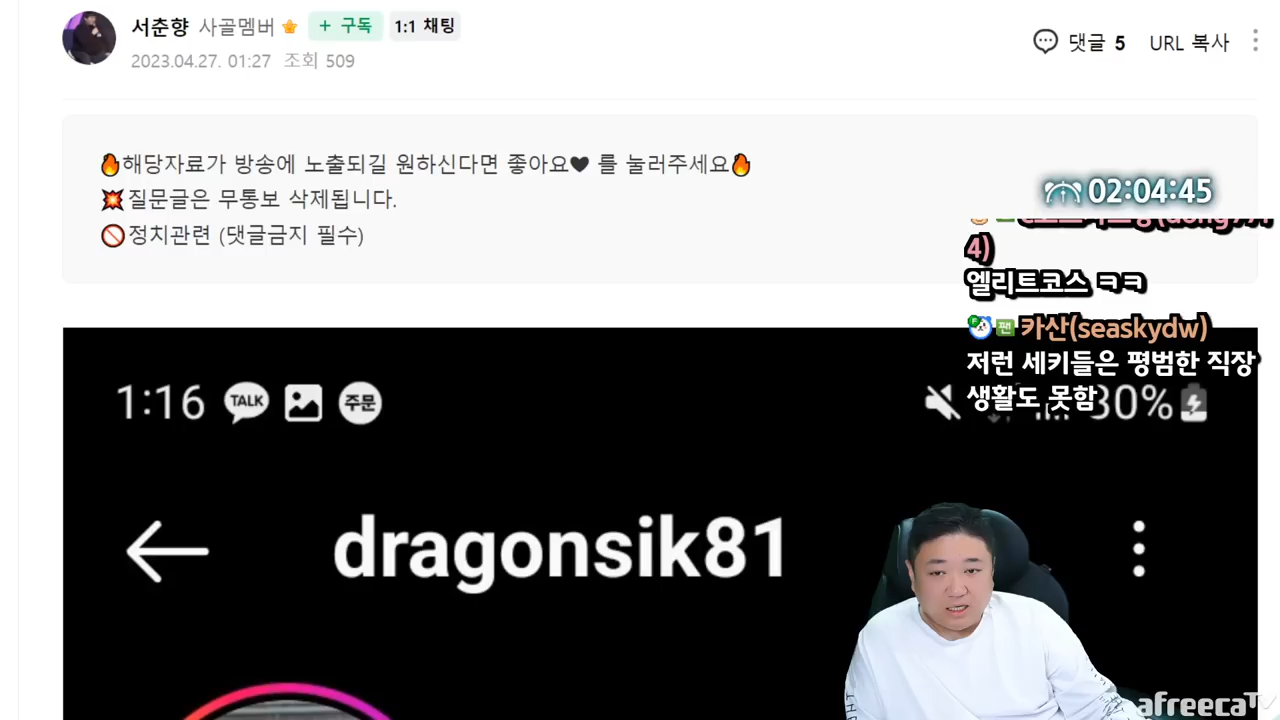 서춘향 사골멤버 + 구독 1:1 채팅
2023.04.27. 01:27 조회 509
댓글 5 URL 복사
🔥해당자료가 방송에 노출되길 원하신다면 좋아요🖤 를 눌러주세요🔥
💥질문글은 무통보 삭제됩니다.
🚫정치관련 (댓글금지 필수)
02:04:45
4)
엘리트코스 ㅋㅋ
팬 카산(seaskydw)
저런 세키들은 평범한 직장
생활도 못함
1:16 TALK 주문
30%
dragonsik81
afreecaTV